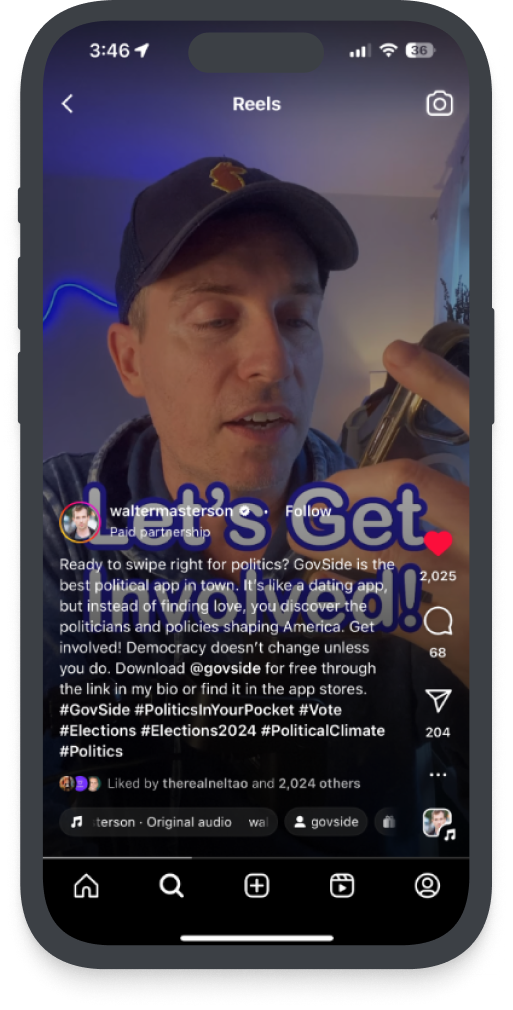 3:46
36
Reels
Let's Get
Involved!
waltermasterson • Follow
Paid partnership
Ready to swipe right for politics? GovSide is the
best political app in town. It's like a dating app,
but instead of finding love, you discover the
politicians and policies shaping America. Get
involved! Democracy doesn't change unless
you do. Download @govside for free through
the link in my bio or find it in the app stores.
#GovSide #PoliticsInYourPocket #Vote
#Elections #Elections2024 #PoliticalClimate
#Politics
2,025
68
204
Liked by therealneltao and 2,024 others
terson · Original audio wal
govside